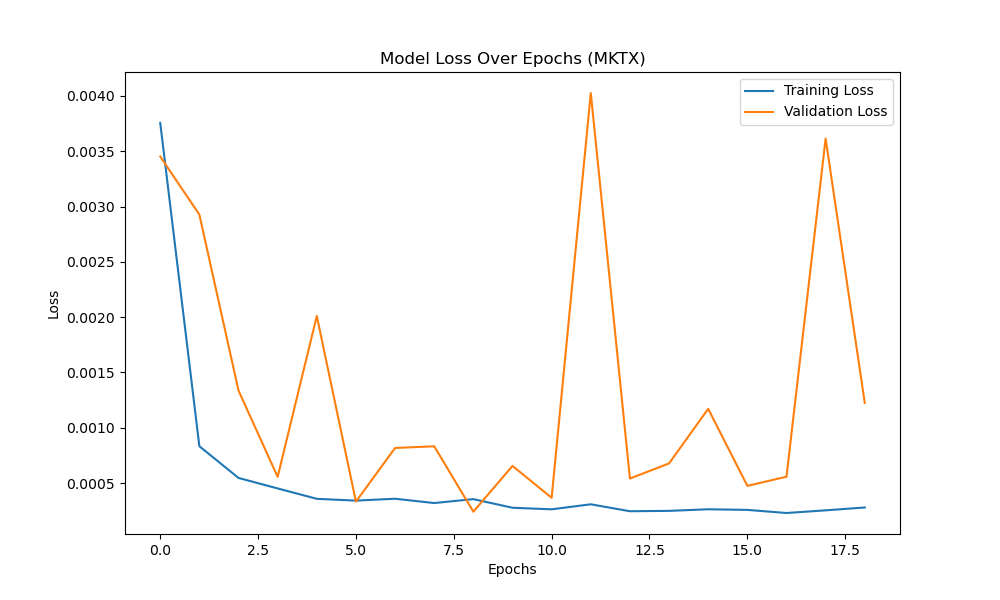 Model Loss Over Epochs (MKTX)
Training Loss
Validation Loss
0.0040
0.0035
0.0030
0.0025
0.0020
0.0015
0.0010
0.0005
Loss
0.0 2.5 5.0 7.5 10.0 12.5 15.0 17.5
Epochs